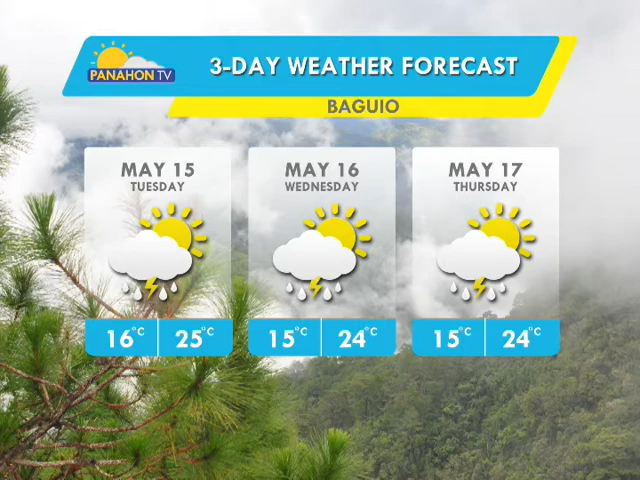 PANAHON TV
3-DAY WEATHER FORECAST
BAGUIO
MAY 15
TUESDAY
16°C 25°C
MAY 16
WEDNESDAY
15°C 24°C
MAY 17
THURSDAY
15°C 24°C